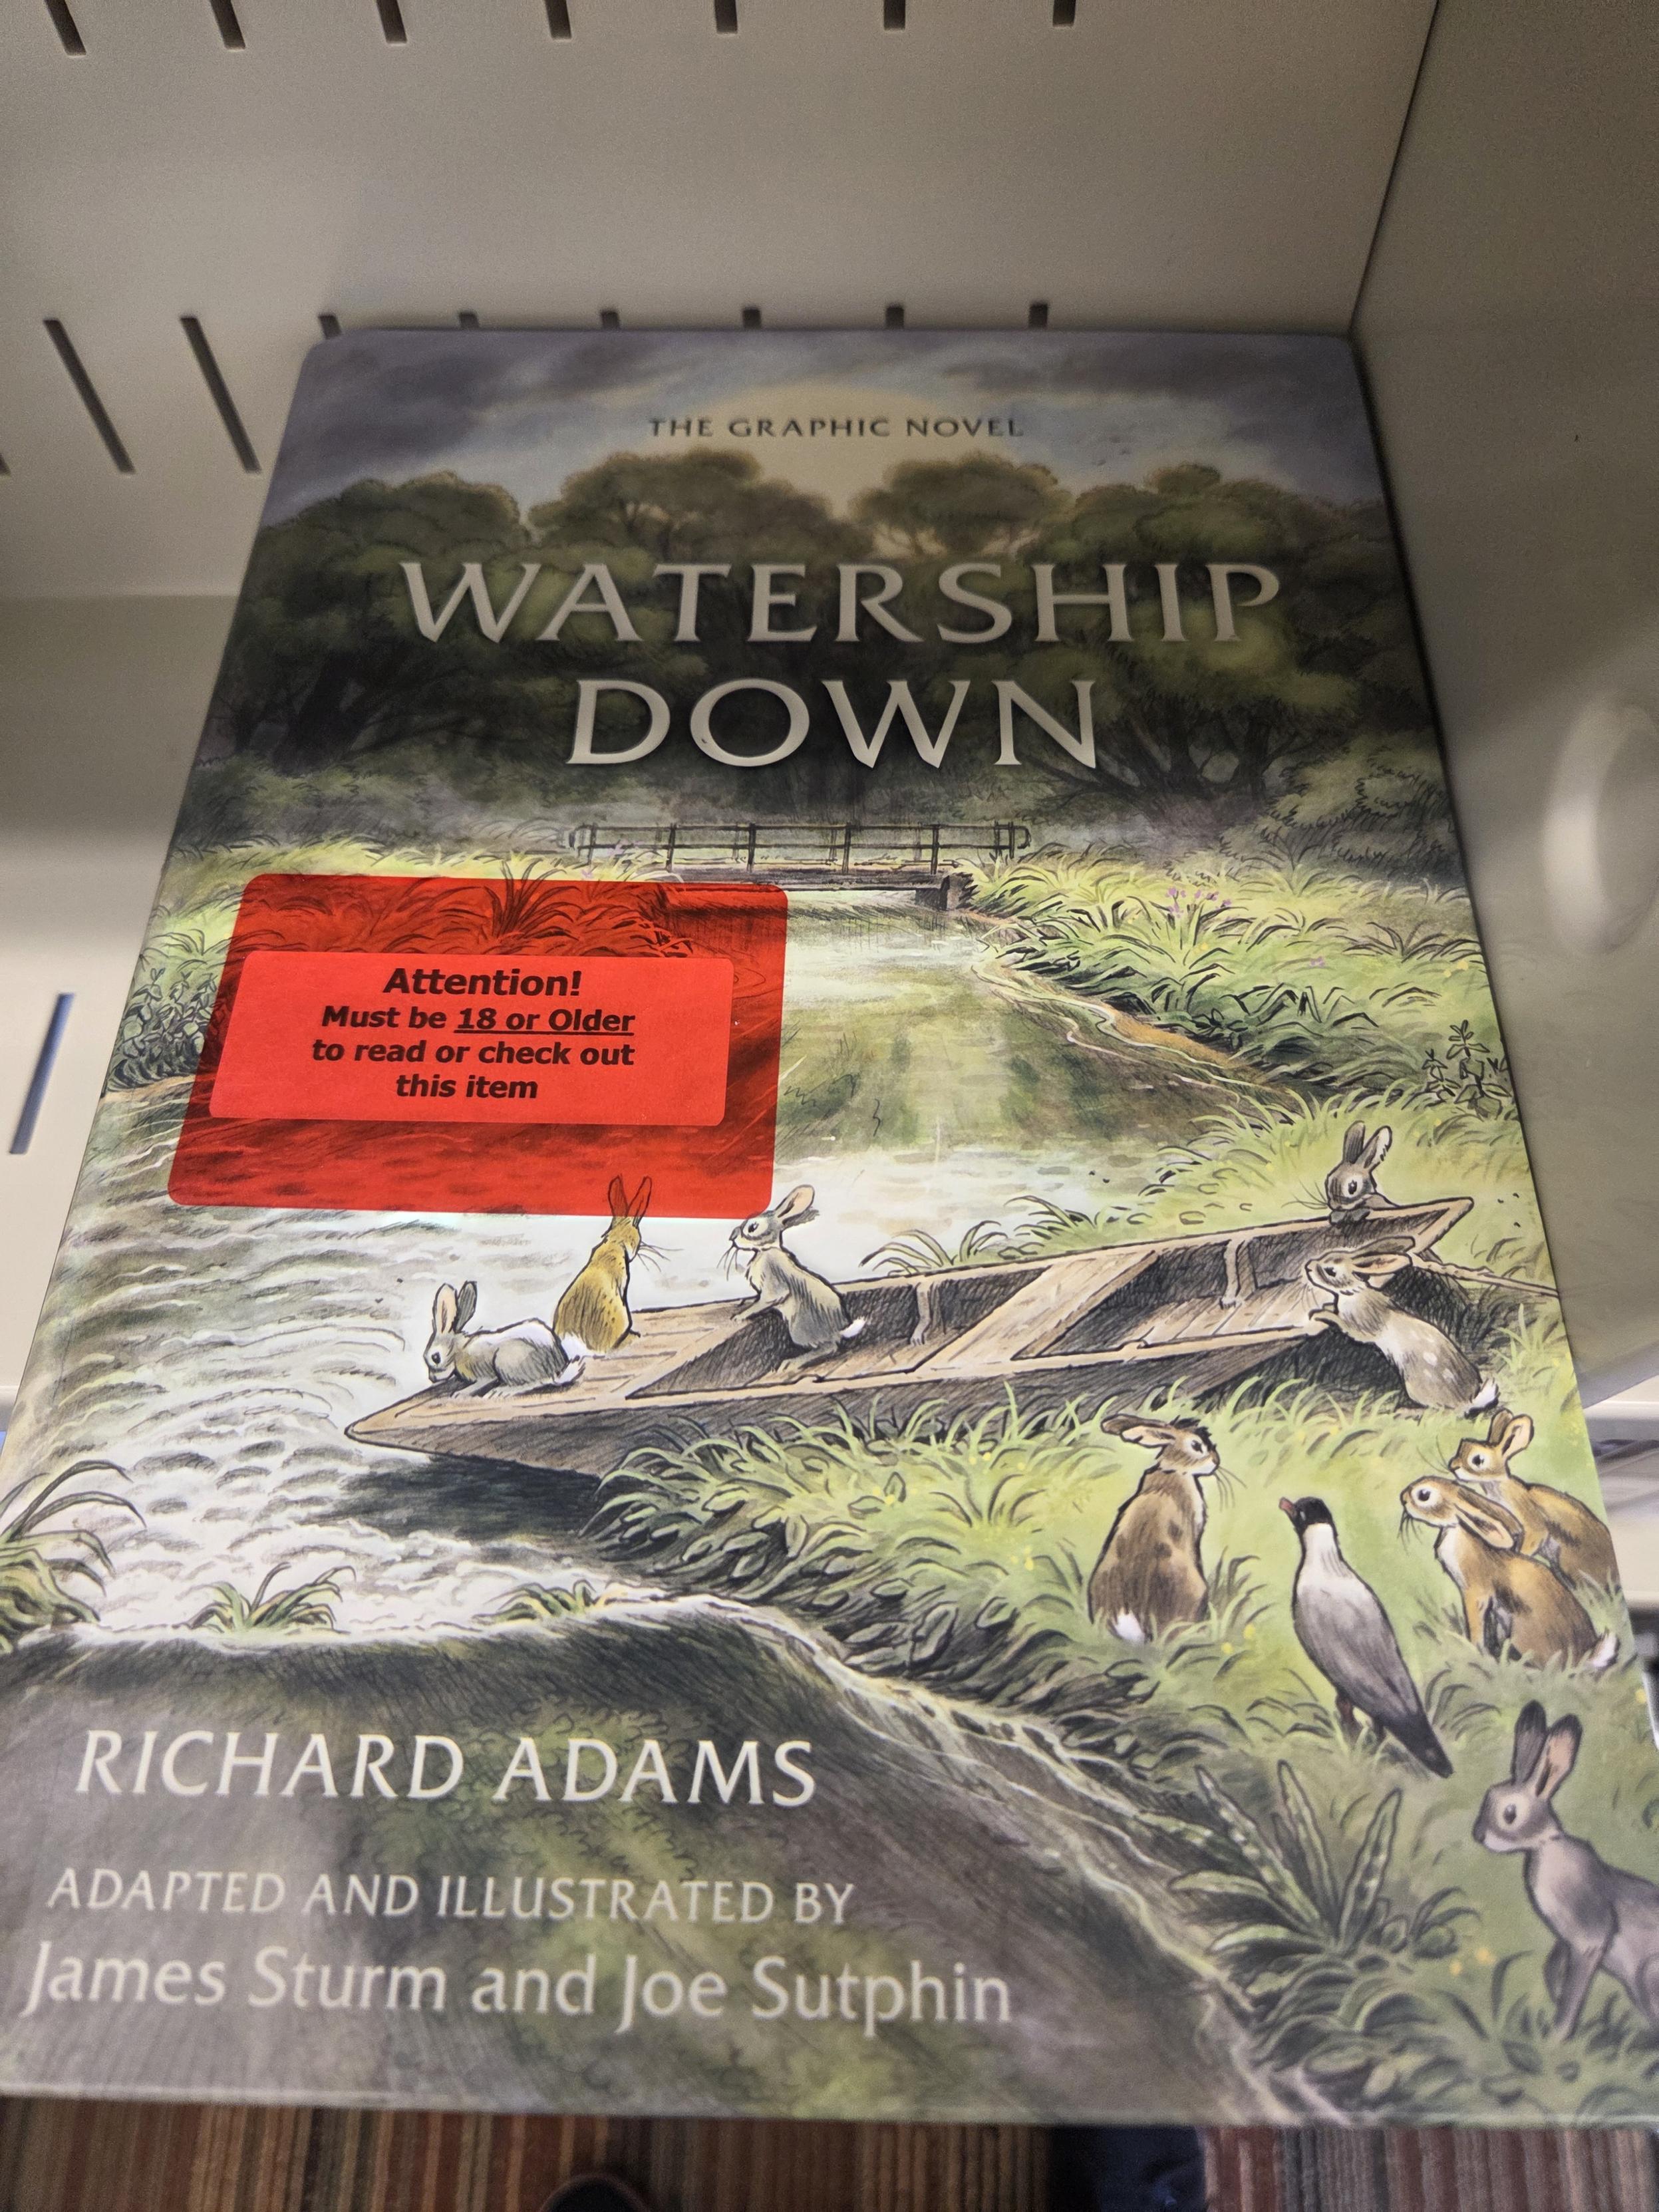 THE GRAPHIC NOVEL
WATERSHIP
DOWN
Attention!
Must be 18 or Older
to read or check out
this item
RICHARD ADAMS
ADAPTED AND ILLUSTRATED BY
James Sturm and Joe Sutphin